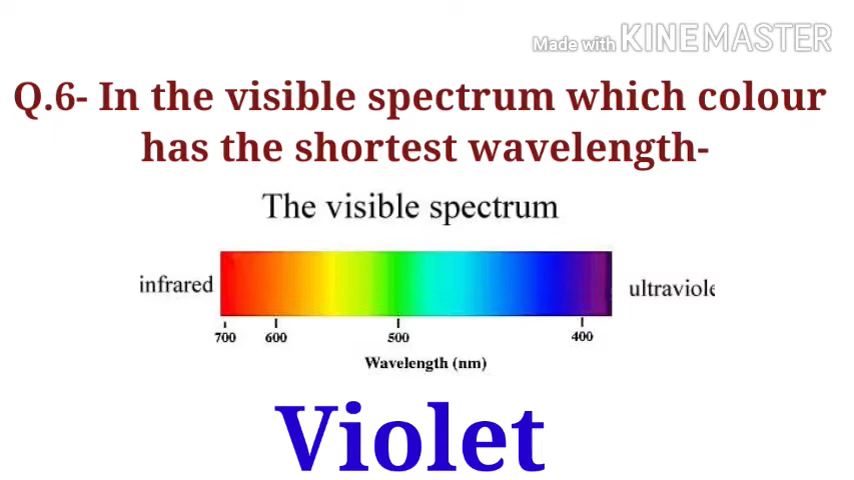 Made with KINEMASTER
Q.6- In the visible spectrum which colour
has the shortest wavelength-
The visible spectrum
infrared
ultraviole
700 600 500 400
Wavelength (nm)
Violet